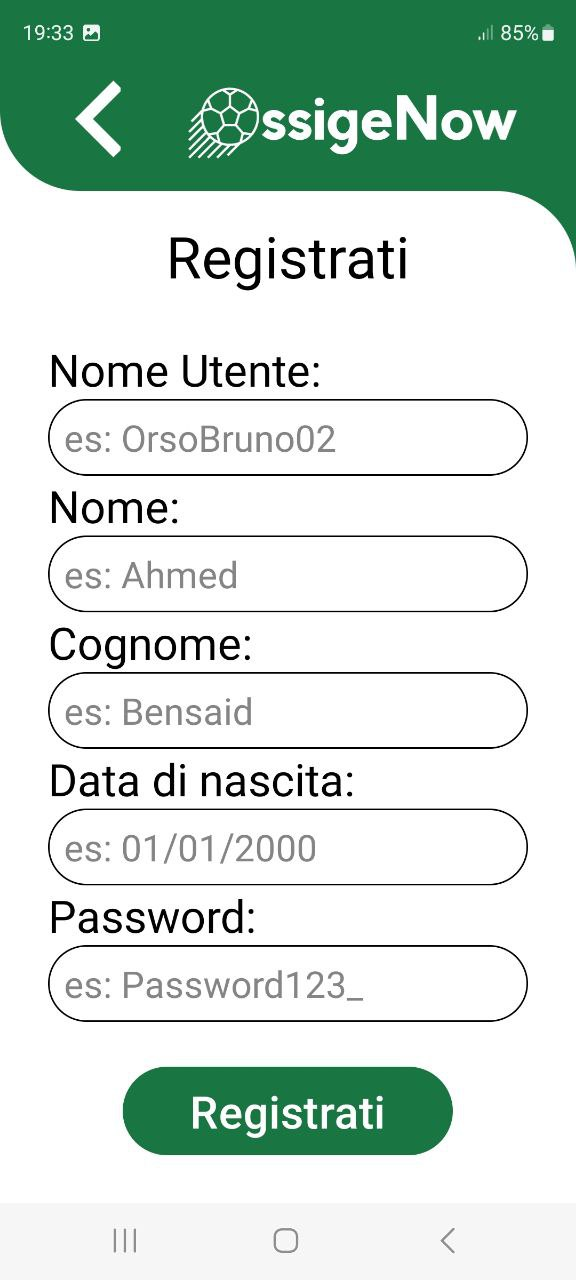 19:33 85%
OssigeNow
Registrati
Nome Utente:
es: OrsoBruno02
Nome:
es: Ahmed
Cognome:
es: Bensaid
Data di nascita:
es: 01/01/2000
Password:
es: Password123_
Registrati